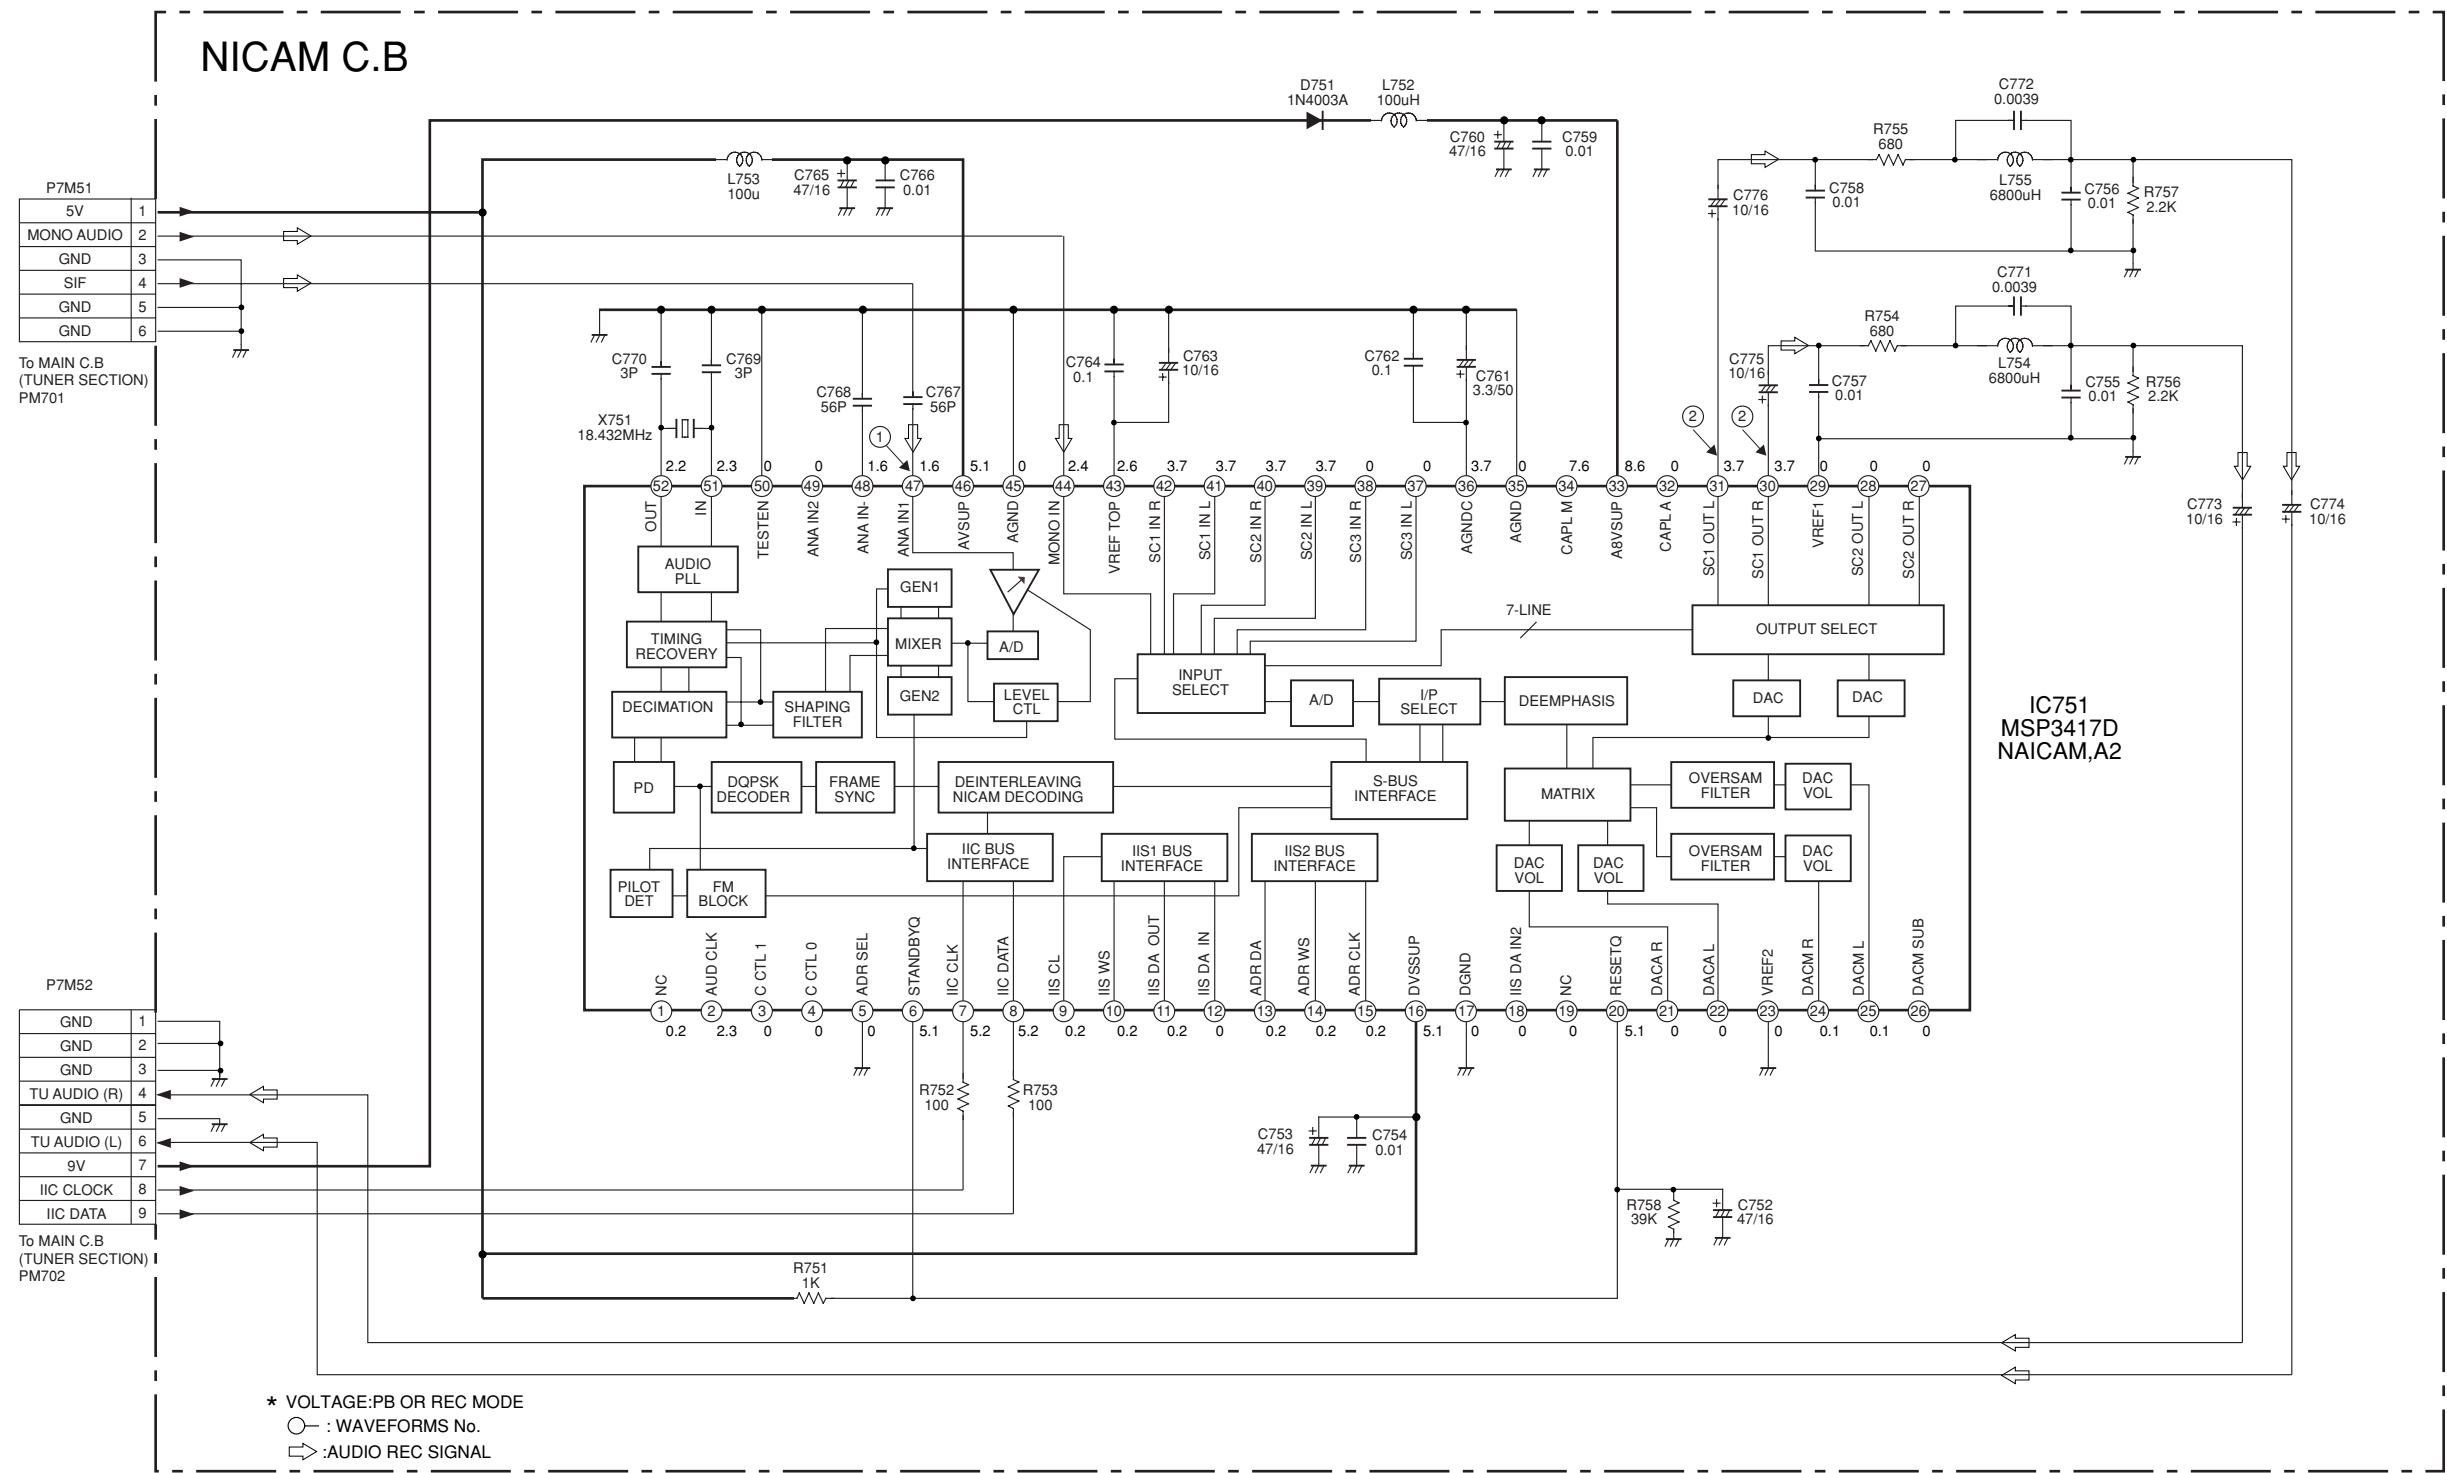 NICAM C.B
P7M51
5V 1
MONO AUDIO 2
GND 3
SIF 4
GND 5
GND 6
To MAIN C.B
(TUNER SECTION)
PM701
D751
1N4003A
L752
100uH
C760
47/16
C759
0.01
L753
100u
C765
47/16
C766
0.01
C772
0.0039
R755
680
L755
6800uH
C776
10/16
C758
0.01
C756
0.01
R757
2.2K
C771
0.0039
R754
680
L754
6800uH
C775
10/16
C757
0.01
C755
0.01
R756
2.2K
C773
10/16
C774
10/16
C770
3P
C769
3P
X751
18.432MHz
C768
56P
C767
56P
C764
0.1
C763
10/16
C762
0.1
C761
3.3/50
1
2
2
2.2 2.3 0 0 1.6 1.6 5.1 0 2.4 2.6 3.7 3.7 3.7 3.7 0 0 3.7 0 7.6 8.6 0 3.7 3.7 0 0 0
52 51 50 49 48 47 46 45 44 43 42 41 40 39 38 37 36 35 34 33 32 31 30 29 28 27
OUT
IN
TESTEN
ANA IN2
ANA IN-
ANA IN1
AVSUP
AGND
MONO IN
VREF TOP
SC1 IN R
SC1 IN L
SC2 IN R
SC2 IN L
SC3 IN R
SC3 IN L
AGNDC
AGND
CAPL M
A8VSUP
CAPL A
SC1 OUT L
SC1 OUT R
VREF1
SC2 OUT L
SC2 OUT R
AUDIO
PLL
TIMING
RECOVERY
DECIMATION
SHAPING
FILTER
GEN1
MIXER
GEN2
A/D
LEVEL
CTL
INPUT
SELECT
A/D
I/P
SELECT
DEEMPHASIS
7-LINE
OUTPUT SELECT
DAC
DAC
IC751
MSP3417D
NAICAM,A2
PD
DQPSK
DECODER
FRAME
SYNC
DEINTERLEAVING
NICAM DECODING
S-BUS
INTERFACE
MATRIX
OVERSAM
FILTER
DAC
VOL
OVERSAM
FILTER
DAC
VOL
DAC
VOL
DAC
VOL
PILOT
DET
FM
BLOCK
IIC BUS
INTERFACE
IIS1 BUS
INTERFACE
IIS2 BUS
INTERFACE
NC
AUD CLK
C CTL 1
C CTL 0
ADR SEL
STANDBYQ
IIC CLK
IIC DATA
IIS CL
IIS WS
IIS DA OUT
IIS DA IN
ADR DA
ADR WS
ADR CLK
DVSSUP
DGND
IIS DA IN2
NC
RESETQ
DACA R
DACA L
VREF2
DACM R
DACM L
DACM SUB
1 2 3 4 5 6 7 8 9 10 11 12 13 14 15 16 17 18 19 20 21 22 23 24 25 26
0.2 2.3 0 0 0 5.1 5.2 5.2 0.2 0.2 0.2 0 0.2 0.2 0.2 5.1 0 0 0 5.1 0 0 0 0.1 0.1 0
P7M52
GND 1
GND 2
GND 3
TU AUDIO (R) 4
GND 5
TU AUDIO (L) 6
9V 7
IIC CLOCK 8
IIC DATA 9
To MAIN C.B
(TUNER SECTION)
PM702
R752
100
R753
100
C753
47/16
C754
0.01
R758
39K
C752
47/16
R751
1K
* VOLTAGE:PB OR REC MODE
: WAVEFORMS No.
:AUDIO REC SIGNAL